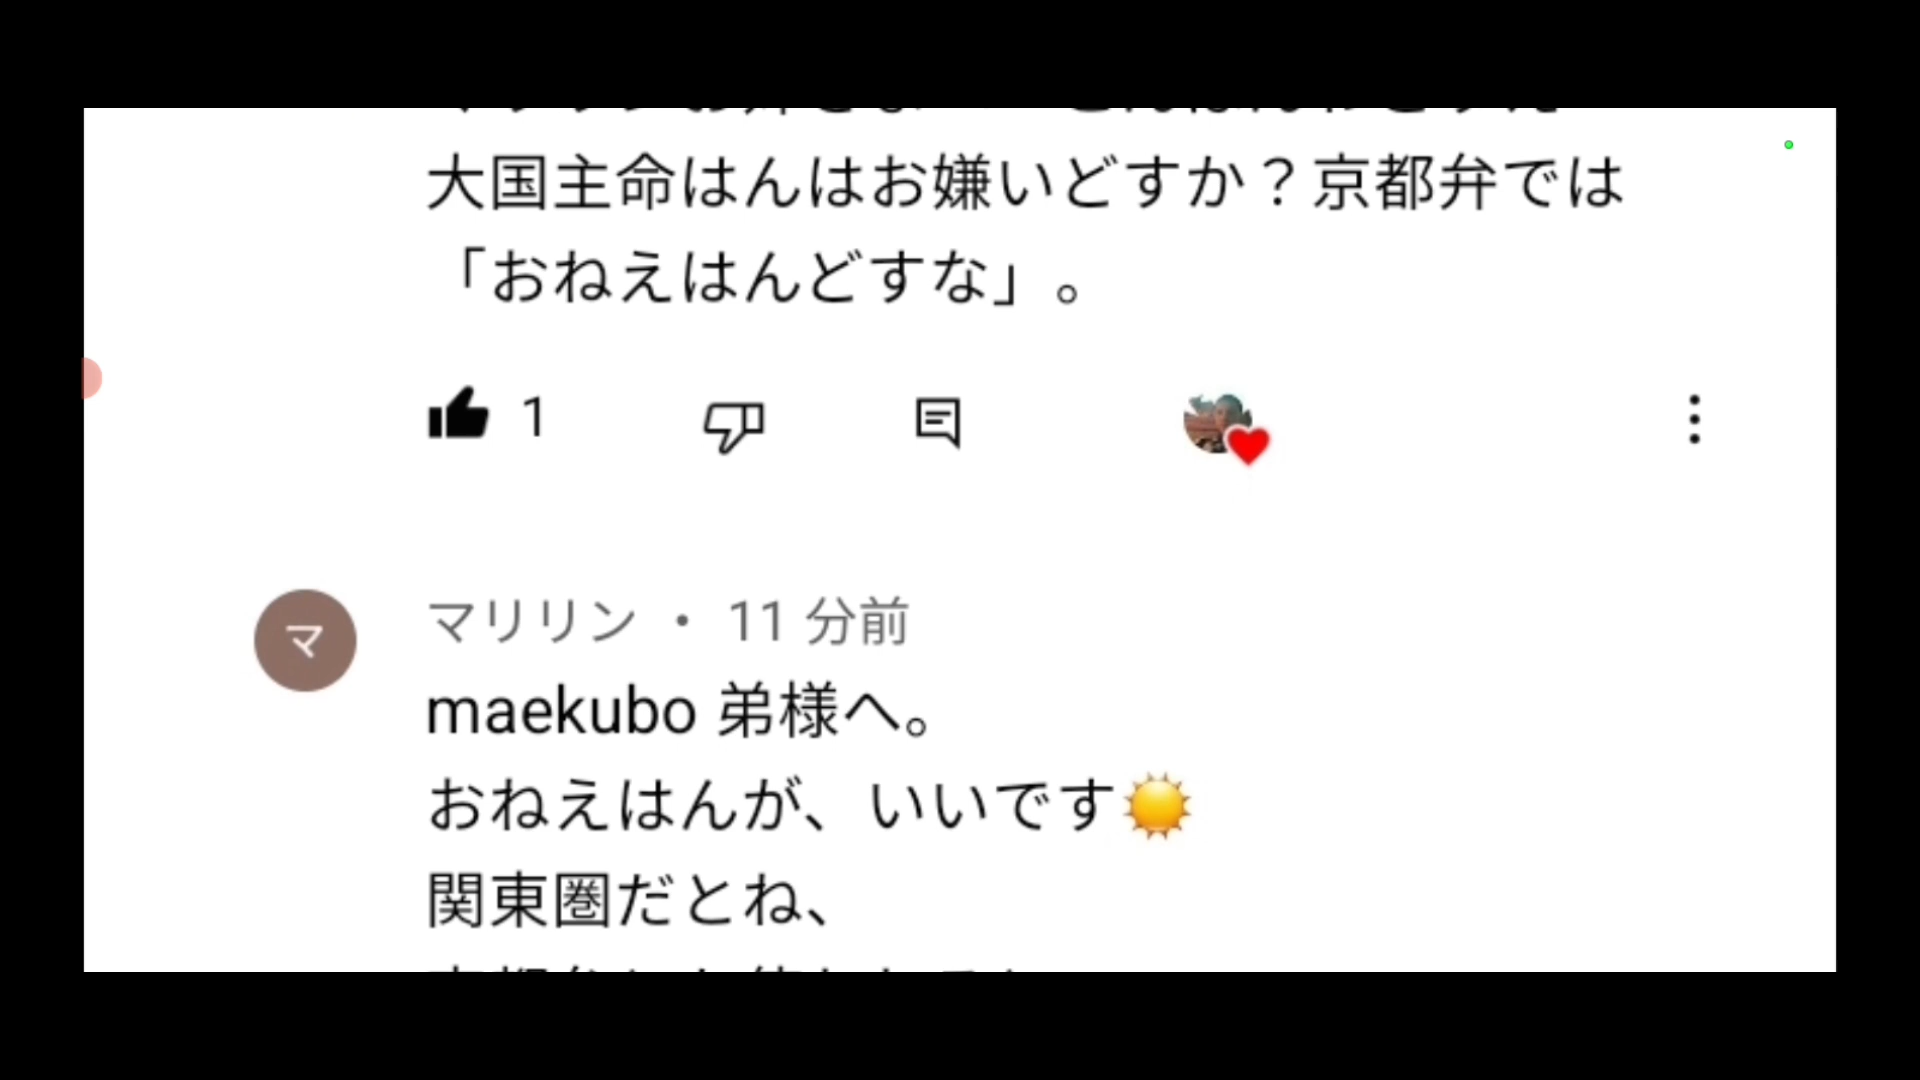 大国主命はんはお嫌いどすか？京都弁では
「おねえはんどすな」。
1
マ
マリリン ・ 11 分前
maekubo 弟様へ。
おねえはんが、いいです☀
関東圏だとね、